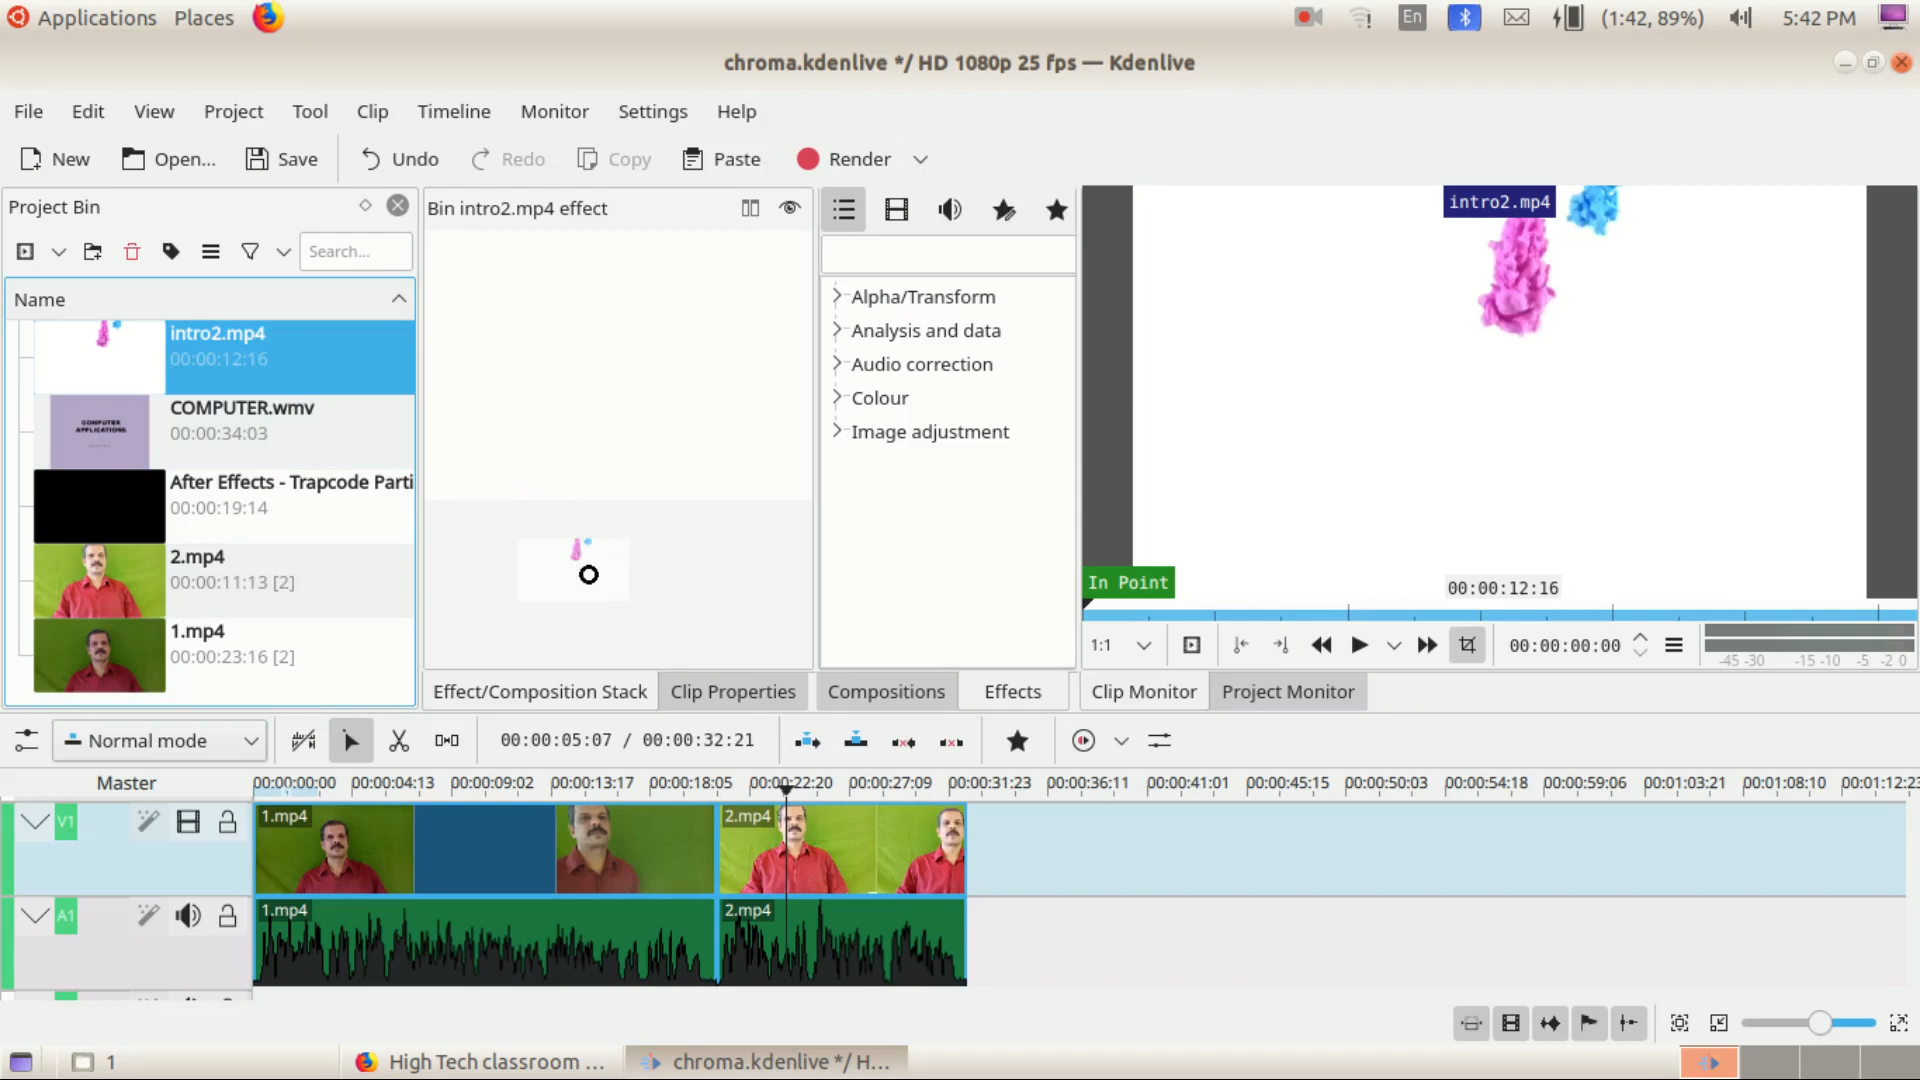 Applications Places En (1:42, 89%) 5:42 PM
chroma.kdenlive */ HD 1080p 25 fps — Kdenlive
File Edit View Project Tool Clip Timeline Monitor Settings Help
New Open... Save Undo Redo Copy Paste Render
Project Bin
Search...
Name
intro2.mp4
00:00:12:16
COMPUTER APPLICATIONS
COMPUTER.wmv
00:00:34:03
After Effects - Trapcode Parti
00:00:19:14
2.mp4
00:00:11:13 [2]
1.mp4
00:00:23:16 [2]
Bin intro2.mp4 effect
Effect/Composition Stack Clip Properties
Alpha/Transform
Analysis and data
Audio correction
Colour
Image adjustment
Compositions Effects
intro2.mp4
In Point
00:00:12:16
1:1 00:00:00:00 -45 -30 -15 -10 -5 -2 0
Clip Monitor Project Monitor
Normal mode 00:00:05:07 / 00:00:32:21
Master 00:00:00:00 00:00:04:13 00:00:09:02 00:00:13:17 00:00:18:05 00:00:22:20 00:00:27:09 00:00:31:23 00:00:36:11 00:00:41:01 00:00:45:15 00:00:50:03 00:00:54:18 00:00:59:06 00:01:03:21 00:01:08:10 00:01:12:23
V1 1.mp4 2.mp4
A1 1.mp4 2.mp4
1 High Tech classroom ... chroma.kdenlive */ H...